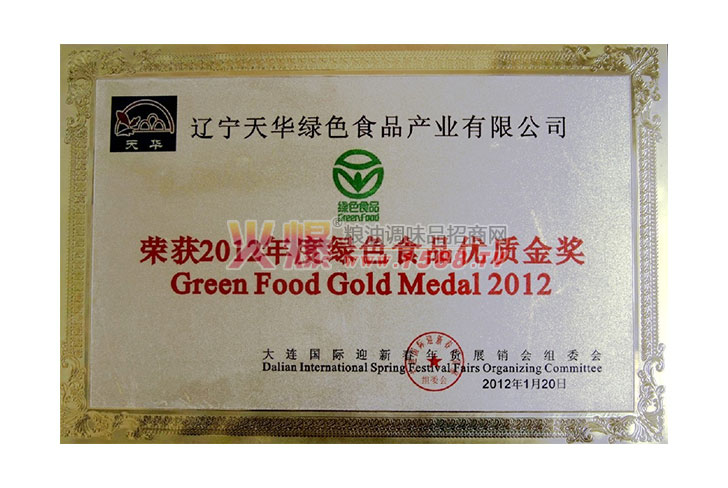 天华
辽宁天华绿色食品产业有限公司
绿色食品
GreenFood
火爆®粮油调味品招商网
荣获2012年度绿色食品优质金奖
Green Food Gold Medal 2012
大连国际迎新春年货展销会组委会
Dalian International Spring Festival Fairs Organizing Committee
组委会
2012年1月20日